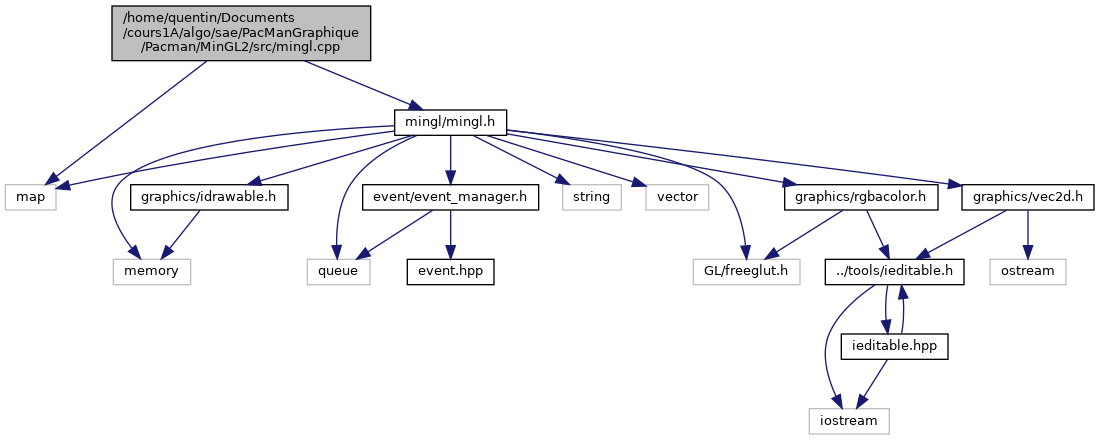 /home/quentin/Documents
/cours1A/algo/sae/PacManGraphique
/Pacman/MinGL2/src/mingl.cpp
mingl/mingl.h
map
graphics/idrawable.h
event/event_manager.h
string
vector
graphics/rgbacolor.h
graphics/vec2d.h
memory
queue
event.hpp
GL/freeglut.h
../tools/ieditable.h
ostream
ieditable.hpp
iostream